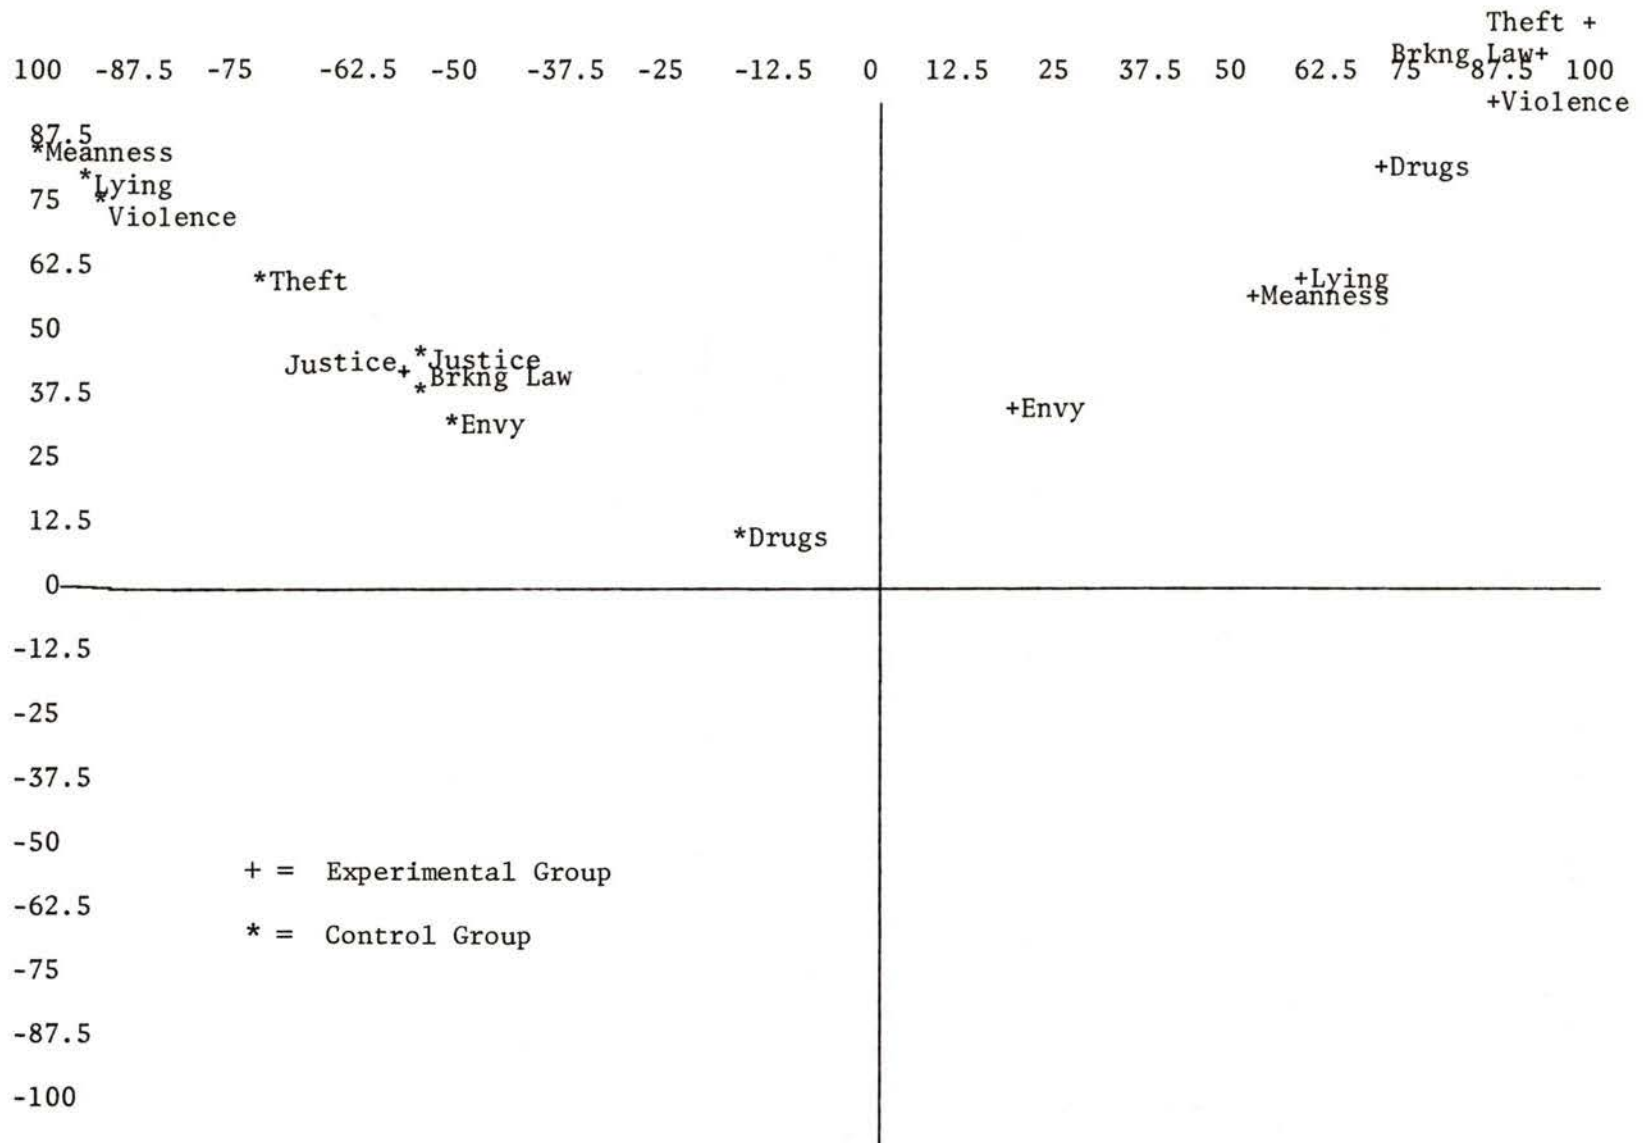 Theft +
Brkng Law+
100 -87.5 -75 -62.5 -50 -37.5 -25 -12.5 0 12.5 25 37.5 50 62.5 75 87.5 100
+Violence
87.5
*Meanness
+Drugs
*Lying
75 *
Violence
62.5
*Theft +Lying
+Meanness
50
Justice+ *Justice
*Brkng Law
37.5
+Envy
*Envy
25
12.5
*Drugs
0
-12.5
-25
-37.5
-50
+ = Experimental Group
-62.5
* = Control Group
-75
-87.5
-100